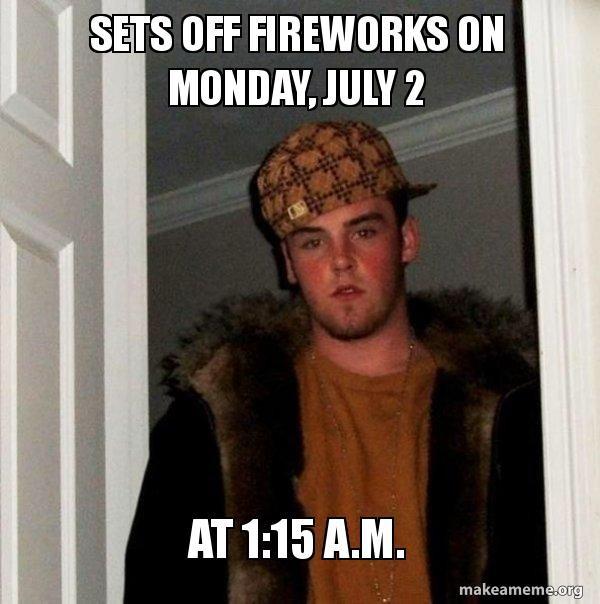 SETS OFF FIREWORKS ON
MONDAY, JULY 2
AT 1:15 A.M.
makeameme.org